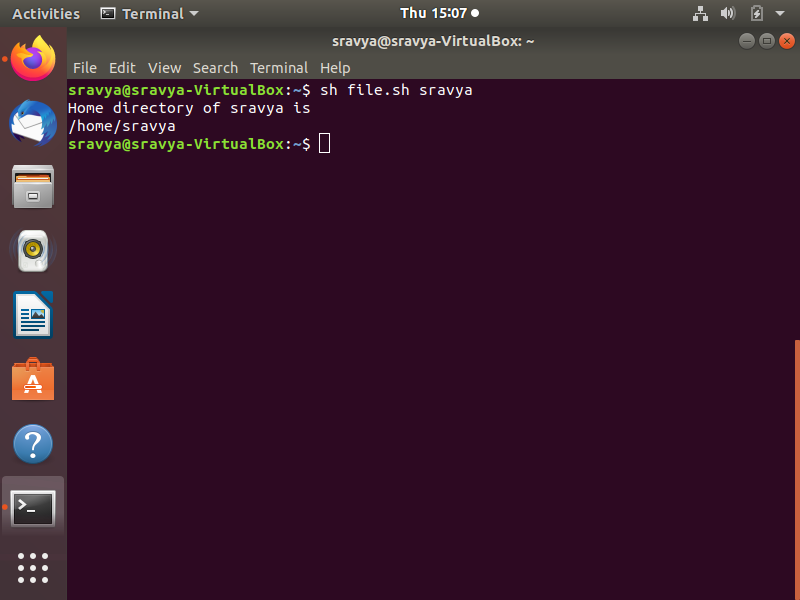 Activities Terminal Thu 15:07
sravya@sravya-VirtualBox: ~
File Edit View Search Terminal Help
sravya@sravya-VirtualBox:~$ sh file.sh sravya
Home directory of sravya is
/home/sravya
sravya@sravya-VirtualBox:~$